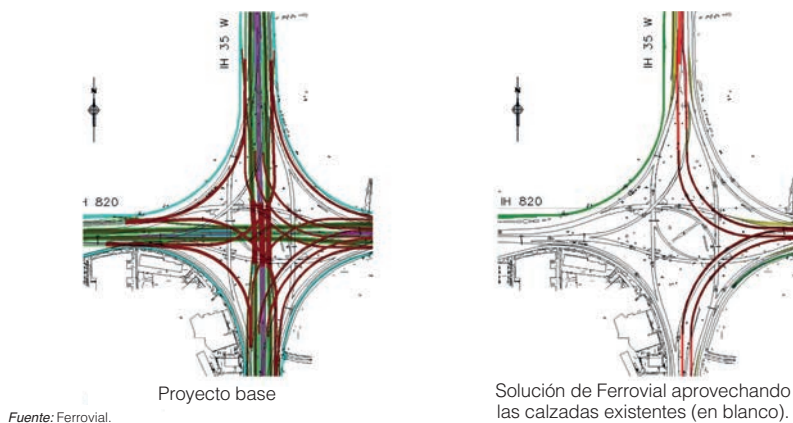 IH 35 W
N
IH 820
Proyecto base
Fuente: Ferrovial.
IH 35 W
N
IH 820
Solución de Ferrovial aprovechando
las calzadas existentes (en blanco).